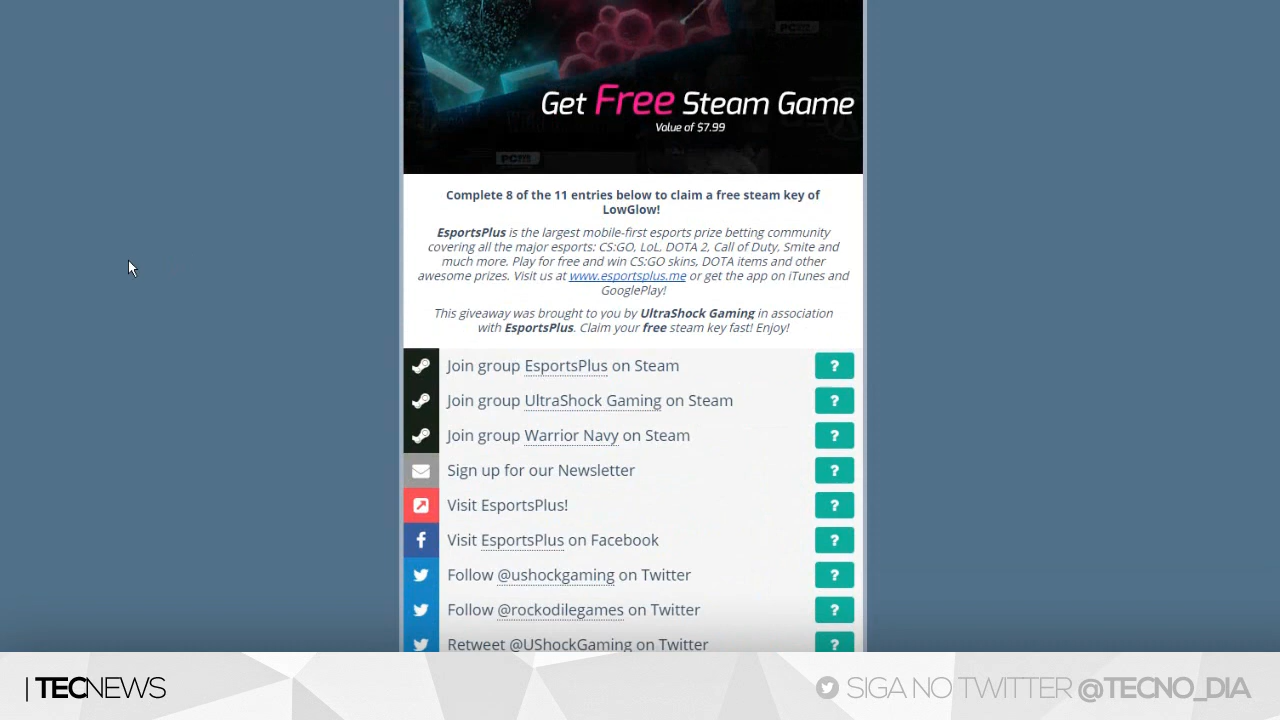 Get Free Steam Game
Value of $7.99
Complete 8 of the 11 entries below to claim a free steam key of
LowGlow!
EsportsPlus is the largest mobile-first esports prize betting community
covering all the major esports: CS:GO, LoL, DOTA 2, Call of Duty, Smite and
much more. Play for free and win CS:GO skins, DOTA items and other
awesome prizes. Visit us at www.esportsplus.me or get the app on iTunes and
GooglePlay!
This giveaway was brought to you by UltraShock Gaming in association
with EsportsPlus. Claim your free steam key fast! Enjoy!
Join group EsportsPlus on Steam ?
Join group UltraShock Gaming on Steam ?
Join group Warrior Navy on Steam ?
Sign up for our Newsletter ?
Visit EsportsPlus! ?
Visit EsportsPlus on Facebook ?
Follow @ushockgaming on Twitter ?
Follow @rockodilegames on Twitter ?
Retweet @UShockGaming on Twitter ?
| TECNEWS
SIGA NO TWITTER @TECNO_DIA